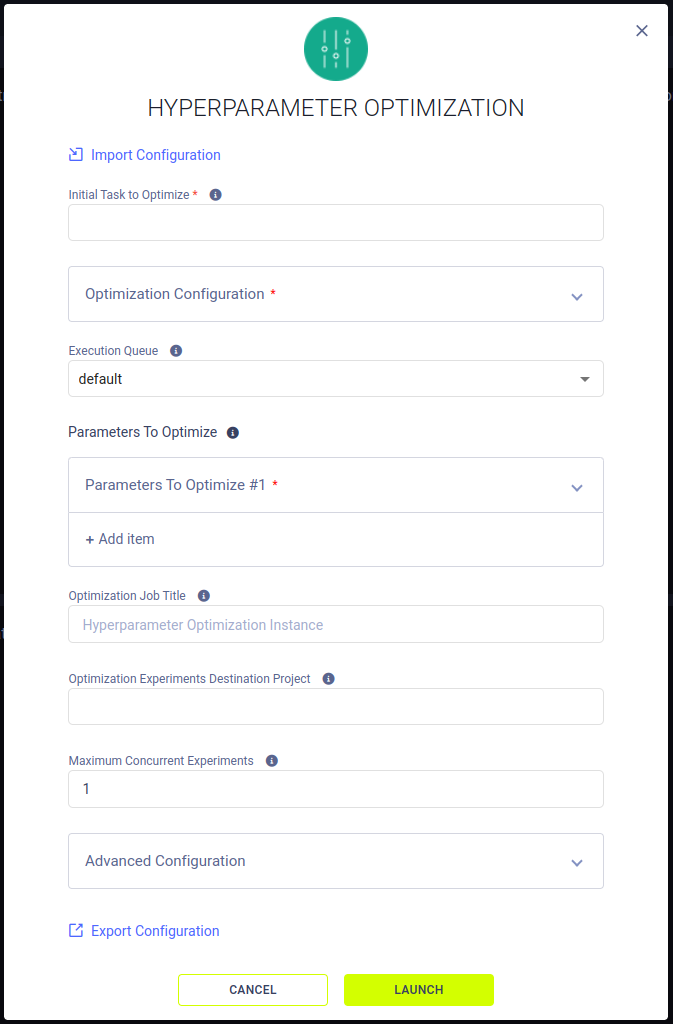 HYPERPARAMETER OPTIMIZATION
Import Configuration
Initial Task to Optimize *
Optimization Configuration *
Execution Queue
default
Parameters To Optimize
Parameters To Optimize #1 *
+ Add item
Optimization Job Title
Hyperparameter Optimization Instance
Optimization Experiments Destination Project
Maximum Concurrent Experiments
1
Advanced Configuration
Export Configuration
CANCEL LAUNCH